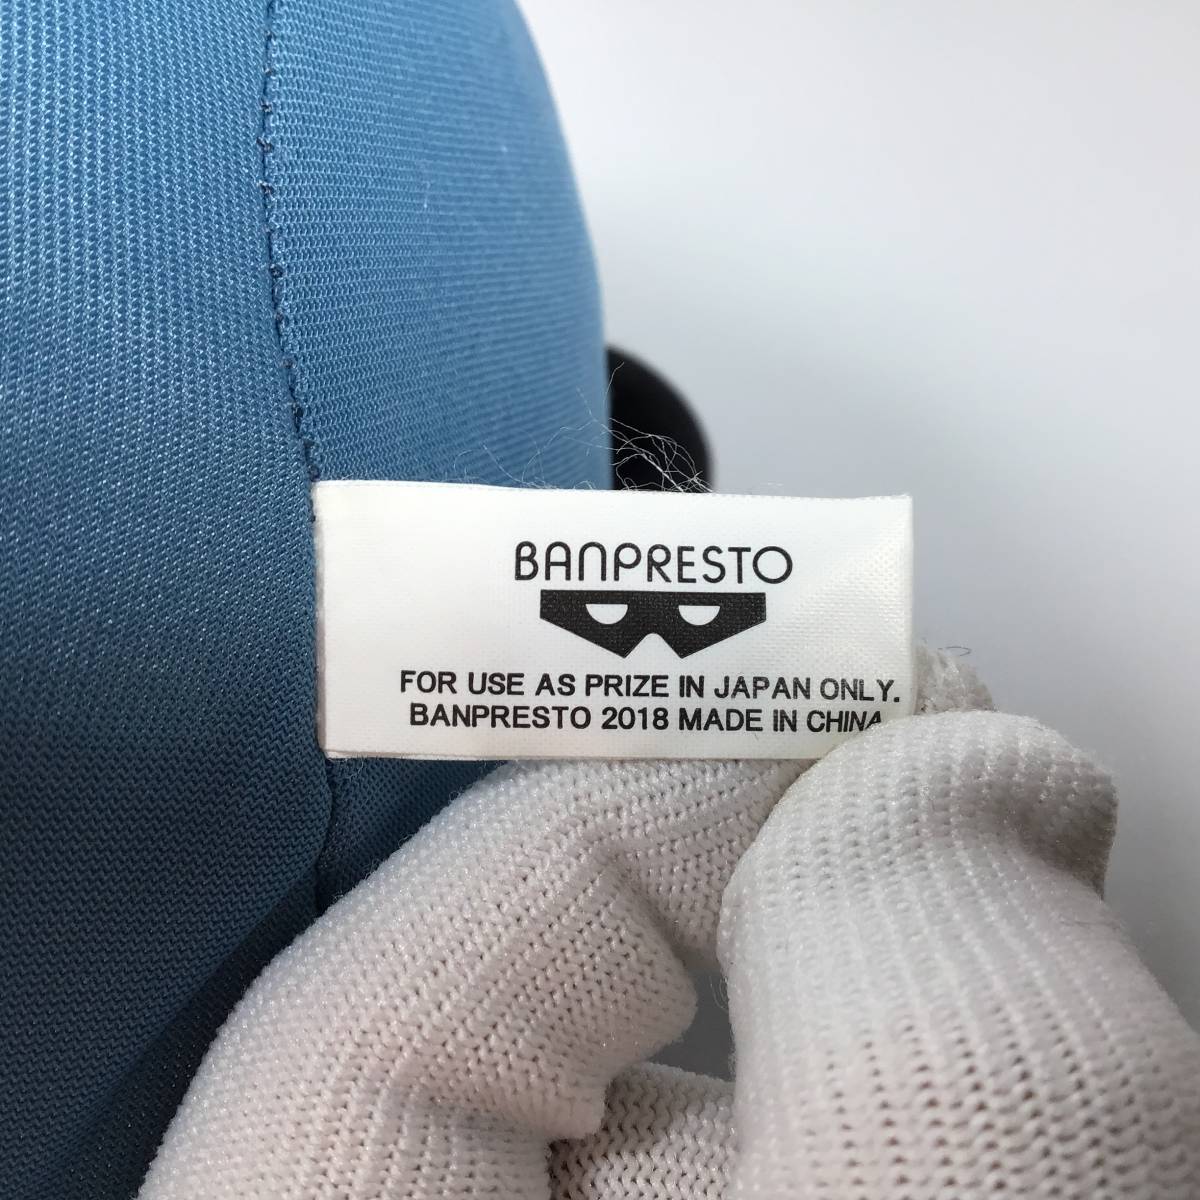 BANPRESTO
FOR USE AS PRIZE IN JAPAN ONLY.
BANPRESTO 2018 MADE IN CHINA